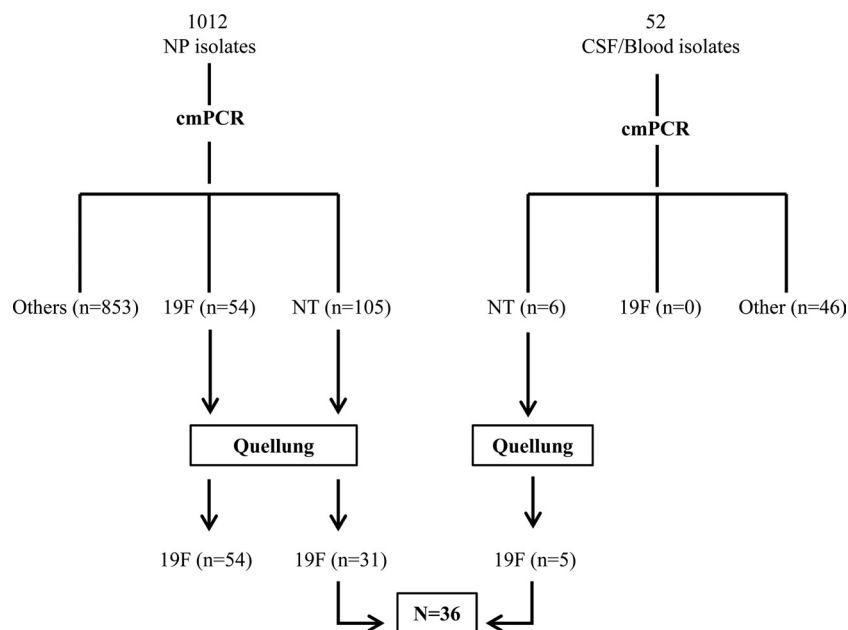 1012
NP isolates
52
CSF/Blood isolates
cmPCR
cmPCR
Others (n=853)
19F (n=54)
NT (n=105)
NT (n=6)
19F (n=0)
Other (n=46)
Quellung
Quellung
19F (n=54)
19F (n=31)
19F (n=5)
N=36